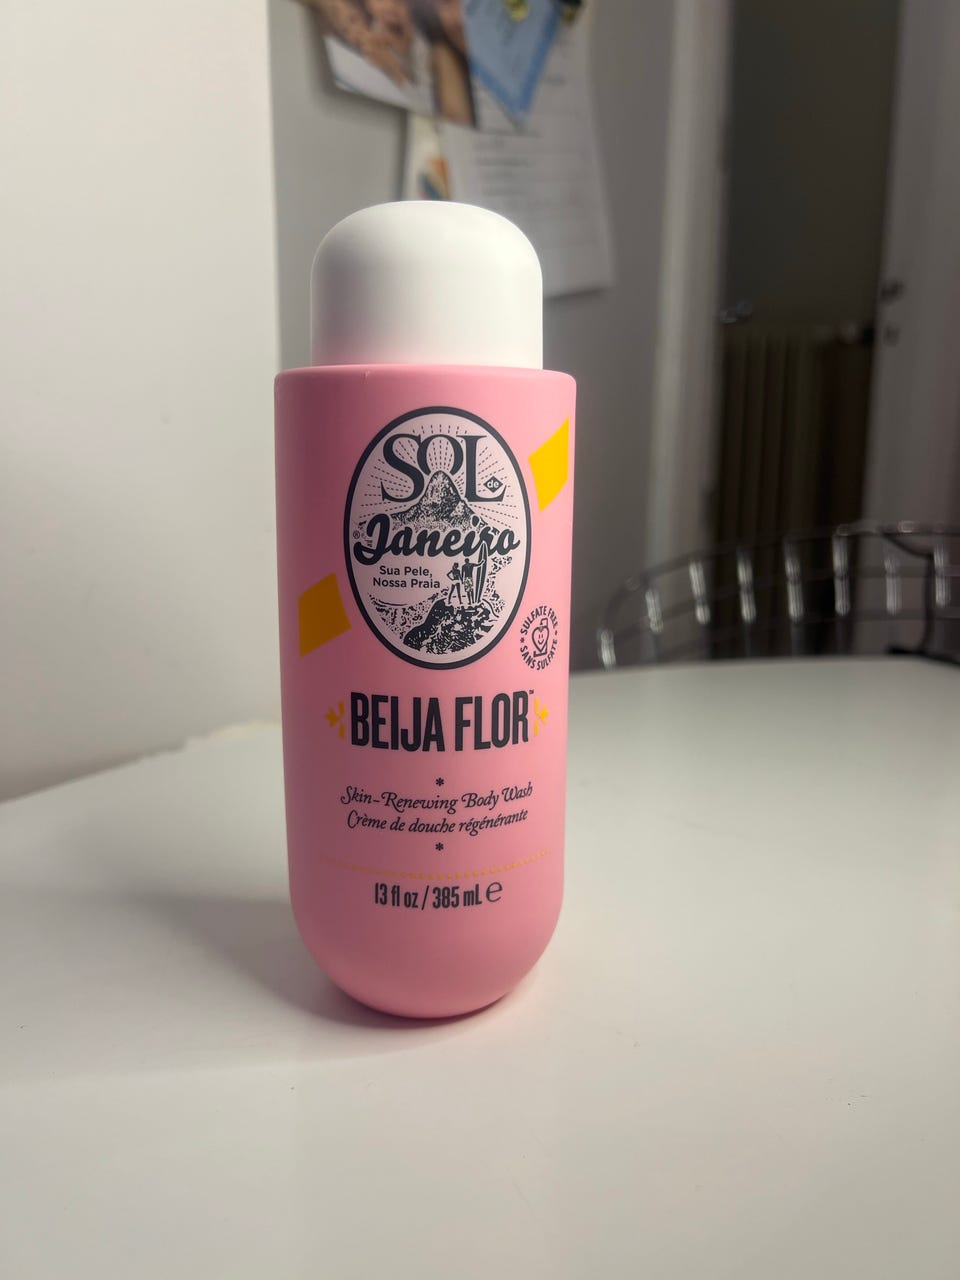 SOL
de
Janeiro®
Sua Pele,
Nossa Praia
SULFATE FREE
SANS SULFATE
BEIJA FLOR™
*
Skin-Renewing Body Wash
Crème de douche régénérante
*
13 fl oz / 385 mL ℮